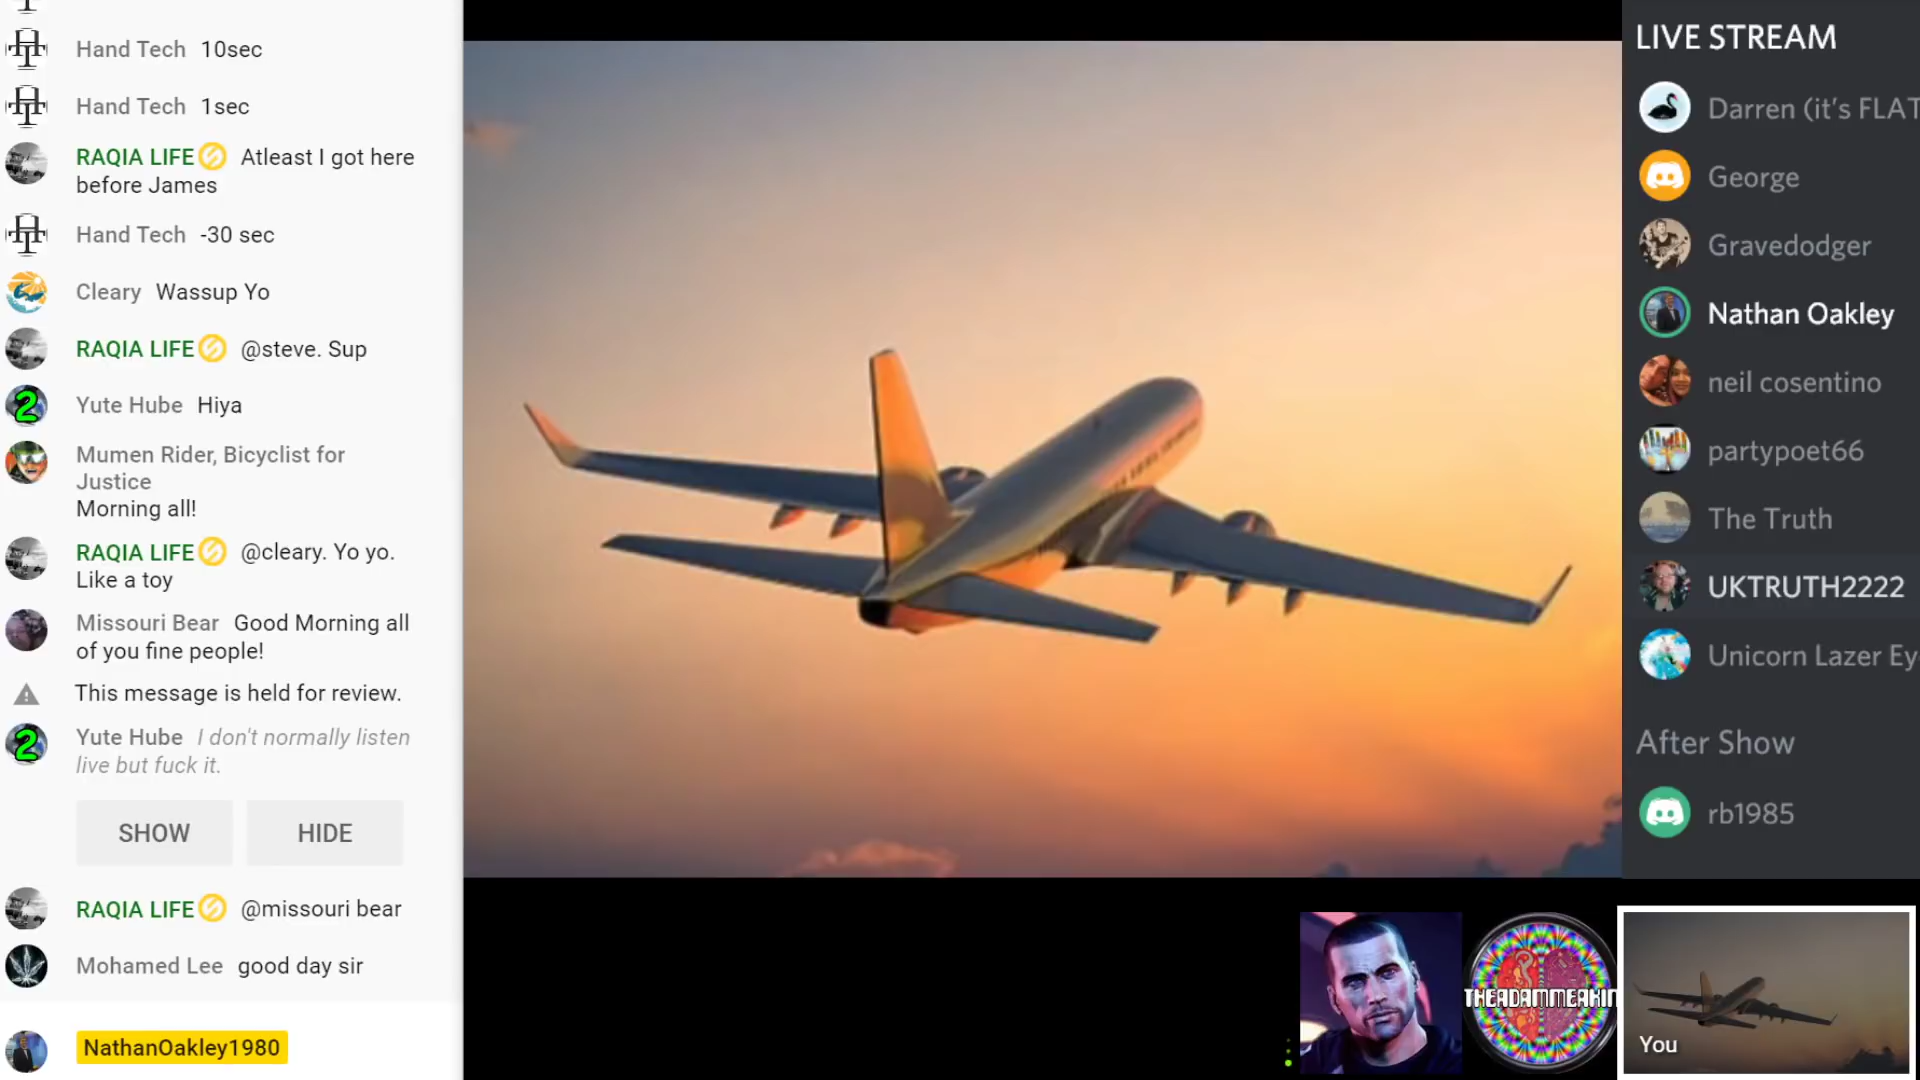 Hand Tech 10sec
Hand Tech 1sec
RAQIA LIFE Atleast I got here
before James
Hand Tech -30 sec
Cleary Wassup Yo
RAQIA LIFE @steve. Sup
Yute Hube Hiya
Mumen Rider, Bicyclist for
Justice
Morning all!
RAQIA LIFE @cleary. Yo yo.
Like a toy
Missouri Bear Good Morning all
of you fine people!
This message is held for review.
Yute Hube I don't normally listen
live but fuck it.
SHOW HIDE
RAQIA LIFE @missouri bear
Mohamed Lee good day sir
NathanOakley1980
LIVE STREAM
Darren (it's FLAT
George
Gravedodger
Nathan Oakley
neil cosentino
partypoet66
The Truth
UKTRUTH2222
Unicorn Lazer Ey
After Show
rb1985
THEADAMMEAKIN
You